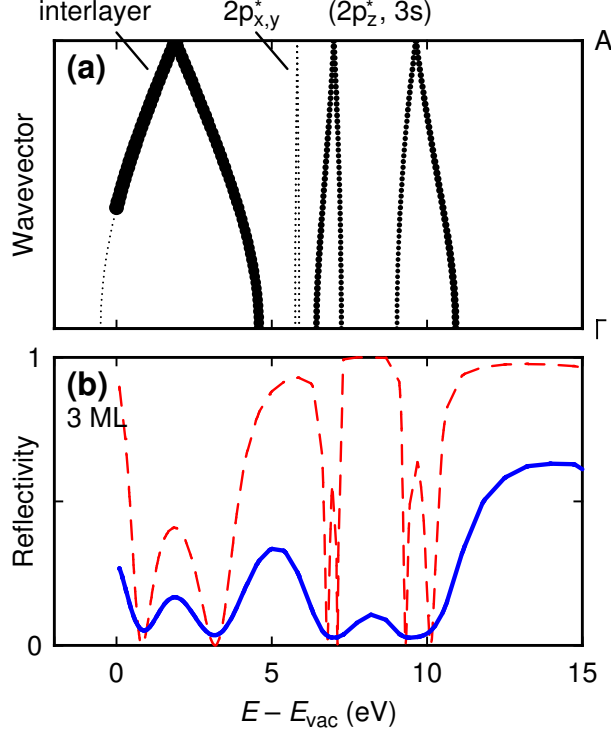 interlayer 2p*x,y (2p*z, 3s)
(a) A
Wavevector
Γ
1
(b)
3 ML
Reflectivity
0
0 5 10 15
E – Evac (eV)